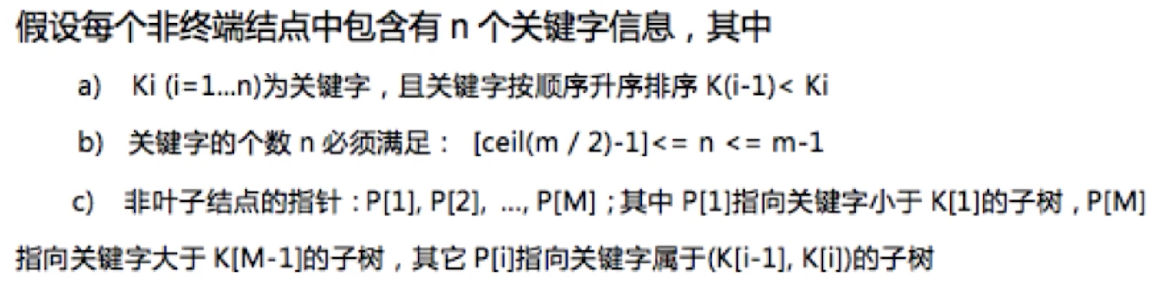 假设每个非终端结点中包含有 n 个关键字信息，其中
a) Ki (i=1...n)为关键字，且关键字按顺序升序排序 K(i-1)< Ki
b) 关键字的个数 n 必须满足： [ceil(m / 2)-1]<= n <= m-1
c) 非叶子结点的指针：P[1], P[2], ..., P[M]；其中 P[1]指向关键字小于 K[1]的子树，P[M]
指向关键字大于 K[M-1]的子树，其它 P[i]指向关键字属于(K[i-1], K[i])的子树